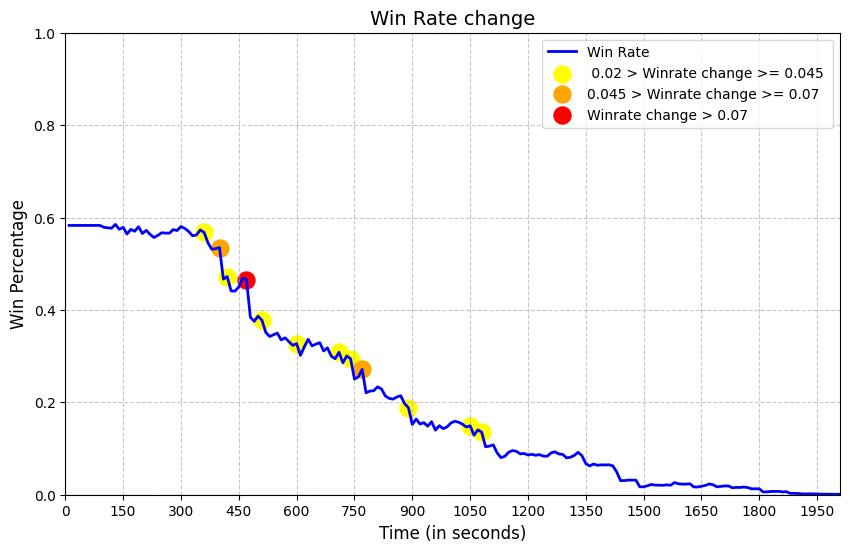 Win Rate change
Win Rate
0.02 > Winrate change >= 0.045
0.045 > Winrate change >= 0.07
Winrate change > 0.07
Win Percentage
1.0
0.8
0.6
0.4
0.2
0.0
0 150 300 450 600 750 900 1050 1200 1350 1500 1650 1800 1950
Time (in seconds)